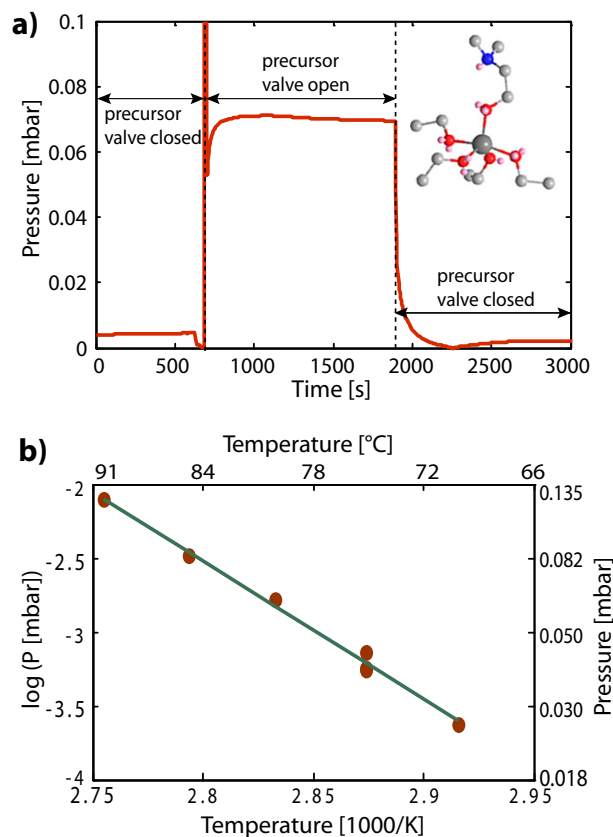 a)
0.1
0.08
0.06
0.04
0.02
0
Pressure [mbar]
precursor
valve closed
precursor
valve open
precursor
valve closed
0
500
1000
1500
2000
2500
3000
Time [s]
b)
Temperature [°C]
91
84
78
72
66
-2
-2.5
-3
-3.5
-4
log (P [mbar])
0.135
0.082
0.050
0.030
0.018
Pressure [mbar]
2.75
2.8
2.85
2.9
2.95
Temperature [1000/K]